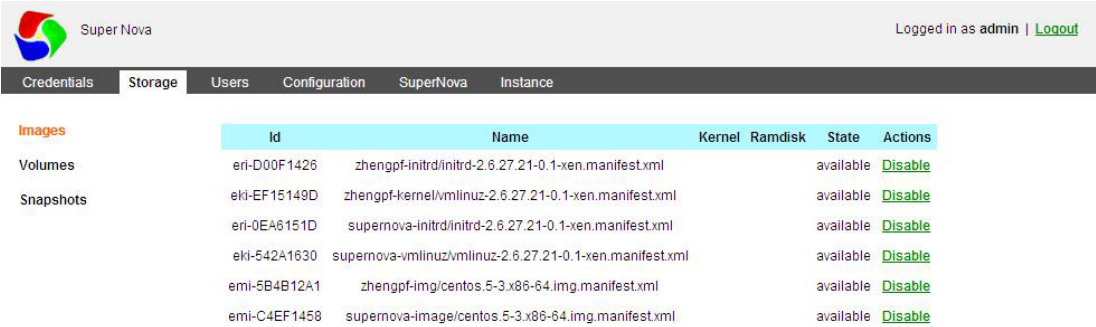 Super Nova Logged in as admin | Logout
Credentials Storage Users Configuration SuperNova Instance
Images
Volumes
Snapshots
Id Name Kernel Ramdisk State Actions
eri-D00F1426 zhengpf-initrd/initrd-2.6.27.21-0.1-xen.manifest.xml available Disable
eki-EF15149D zhengpf-kernel/vmlinuz-2.6.27.21-0.1-xen.manifest.xml available Disable
eri-0EA6151D supernova-initrd/initrd-2.6.27.21-0.1-xen.manifest.xml available Disable
eki-542A1630 supernova-vmlinuz/vmlinuz-2.6.27.21-0.1-xen.manifest.xml available Disable
emi-5B4B12A1 zhengpf-img/centos.5-3.x86-64.img.manifest.xml available Disable
emi-C4EF1458 supernova-image/centos.5-3.x86-64.img.manifest.xml available Disable